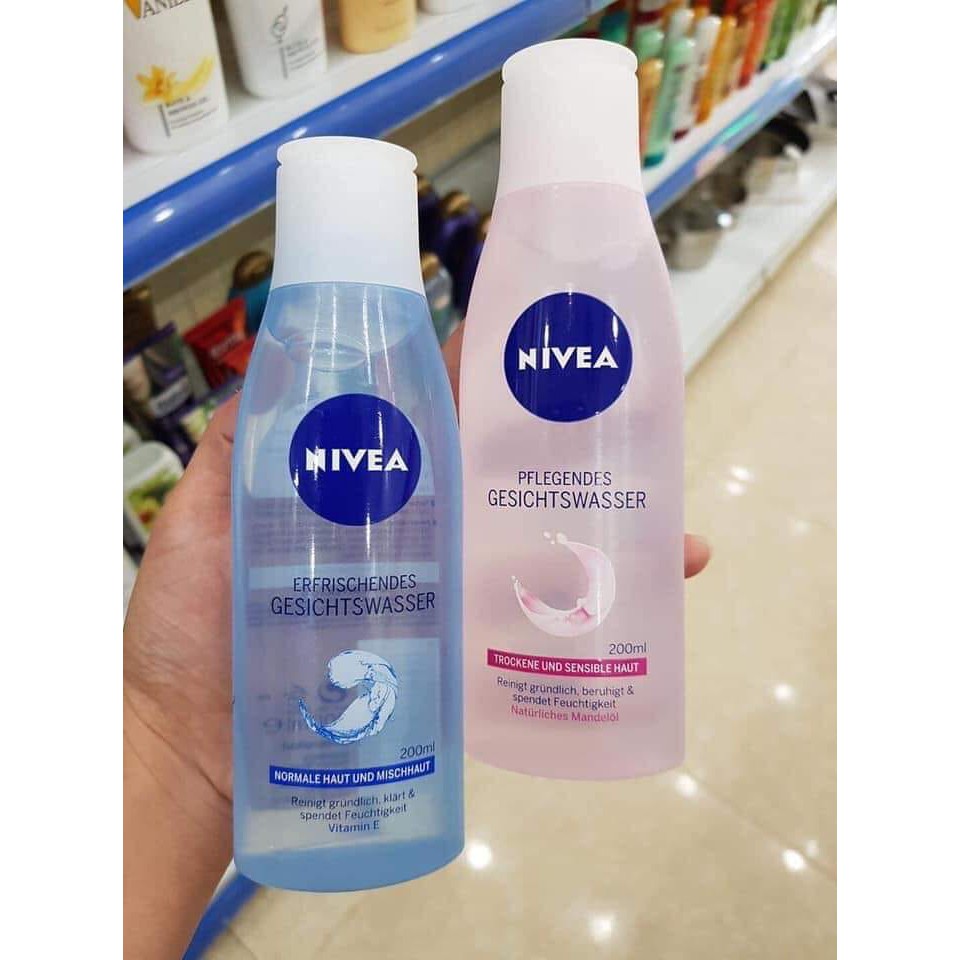 NIVEA
ERFRISCHENDES
GESICHTSWASSER
200ml
NORMALE HAUT UND MISCHHAUT
Reinigt gründlich, klärt &
spendet Feuchtigkeit
Vitamin E
NIVEA
PFLEGENDES
GESICHTSWASSER
200ml
TROCKENE UND SENSIBLE HAUT
Reinigt gründlich, beruhigt &
spendet Feuchtigkeit
Natürliches Mandelöl